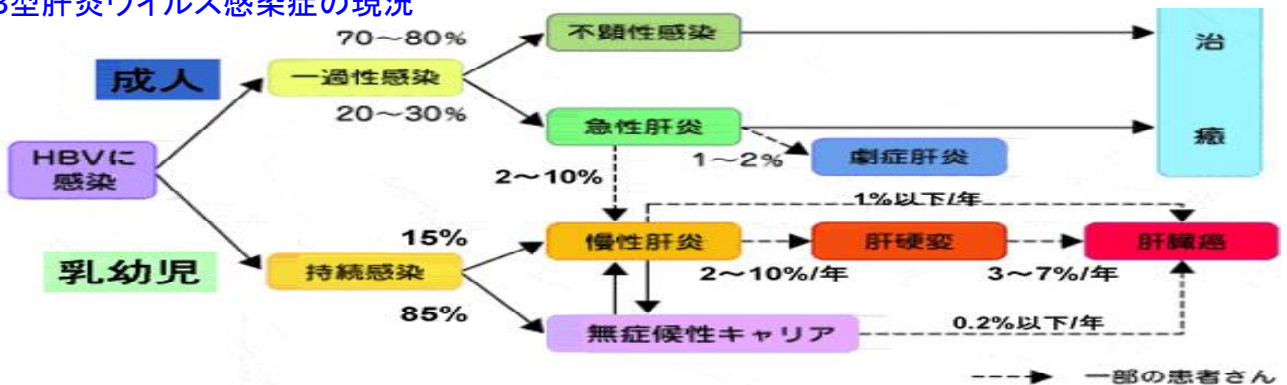 B型肝炎ウイルス感染症の現況
70～80%
不顕性感染
治
癒
成人
一過性感染
20～30%
急性肝炎
1～2%
劇症肝炎
HBVに
感染
2～10%
1%以下/年
15%
慢性肝炎
肝硬変
肝臓癌
乳幼児
持続感染
2～10%/年
3～7%/年
85%
無症候性キャリア
0.2%以下/年
一部の患者さん